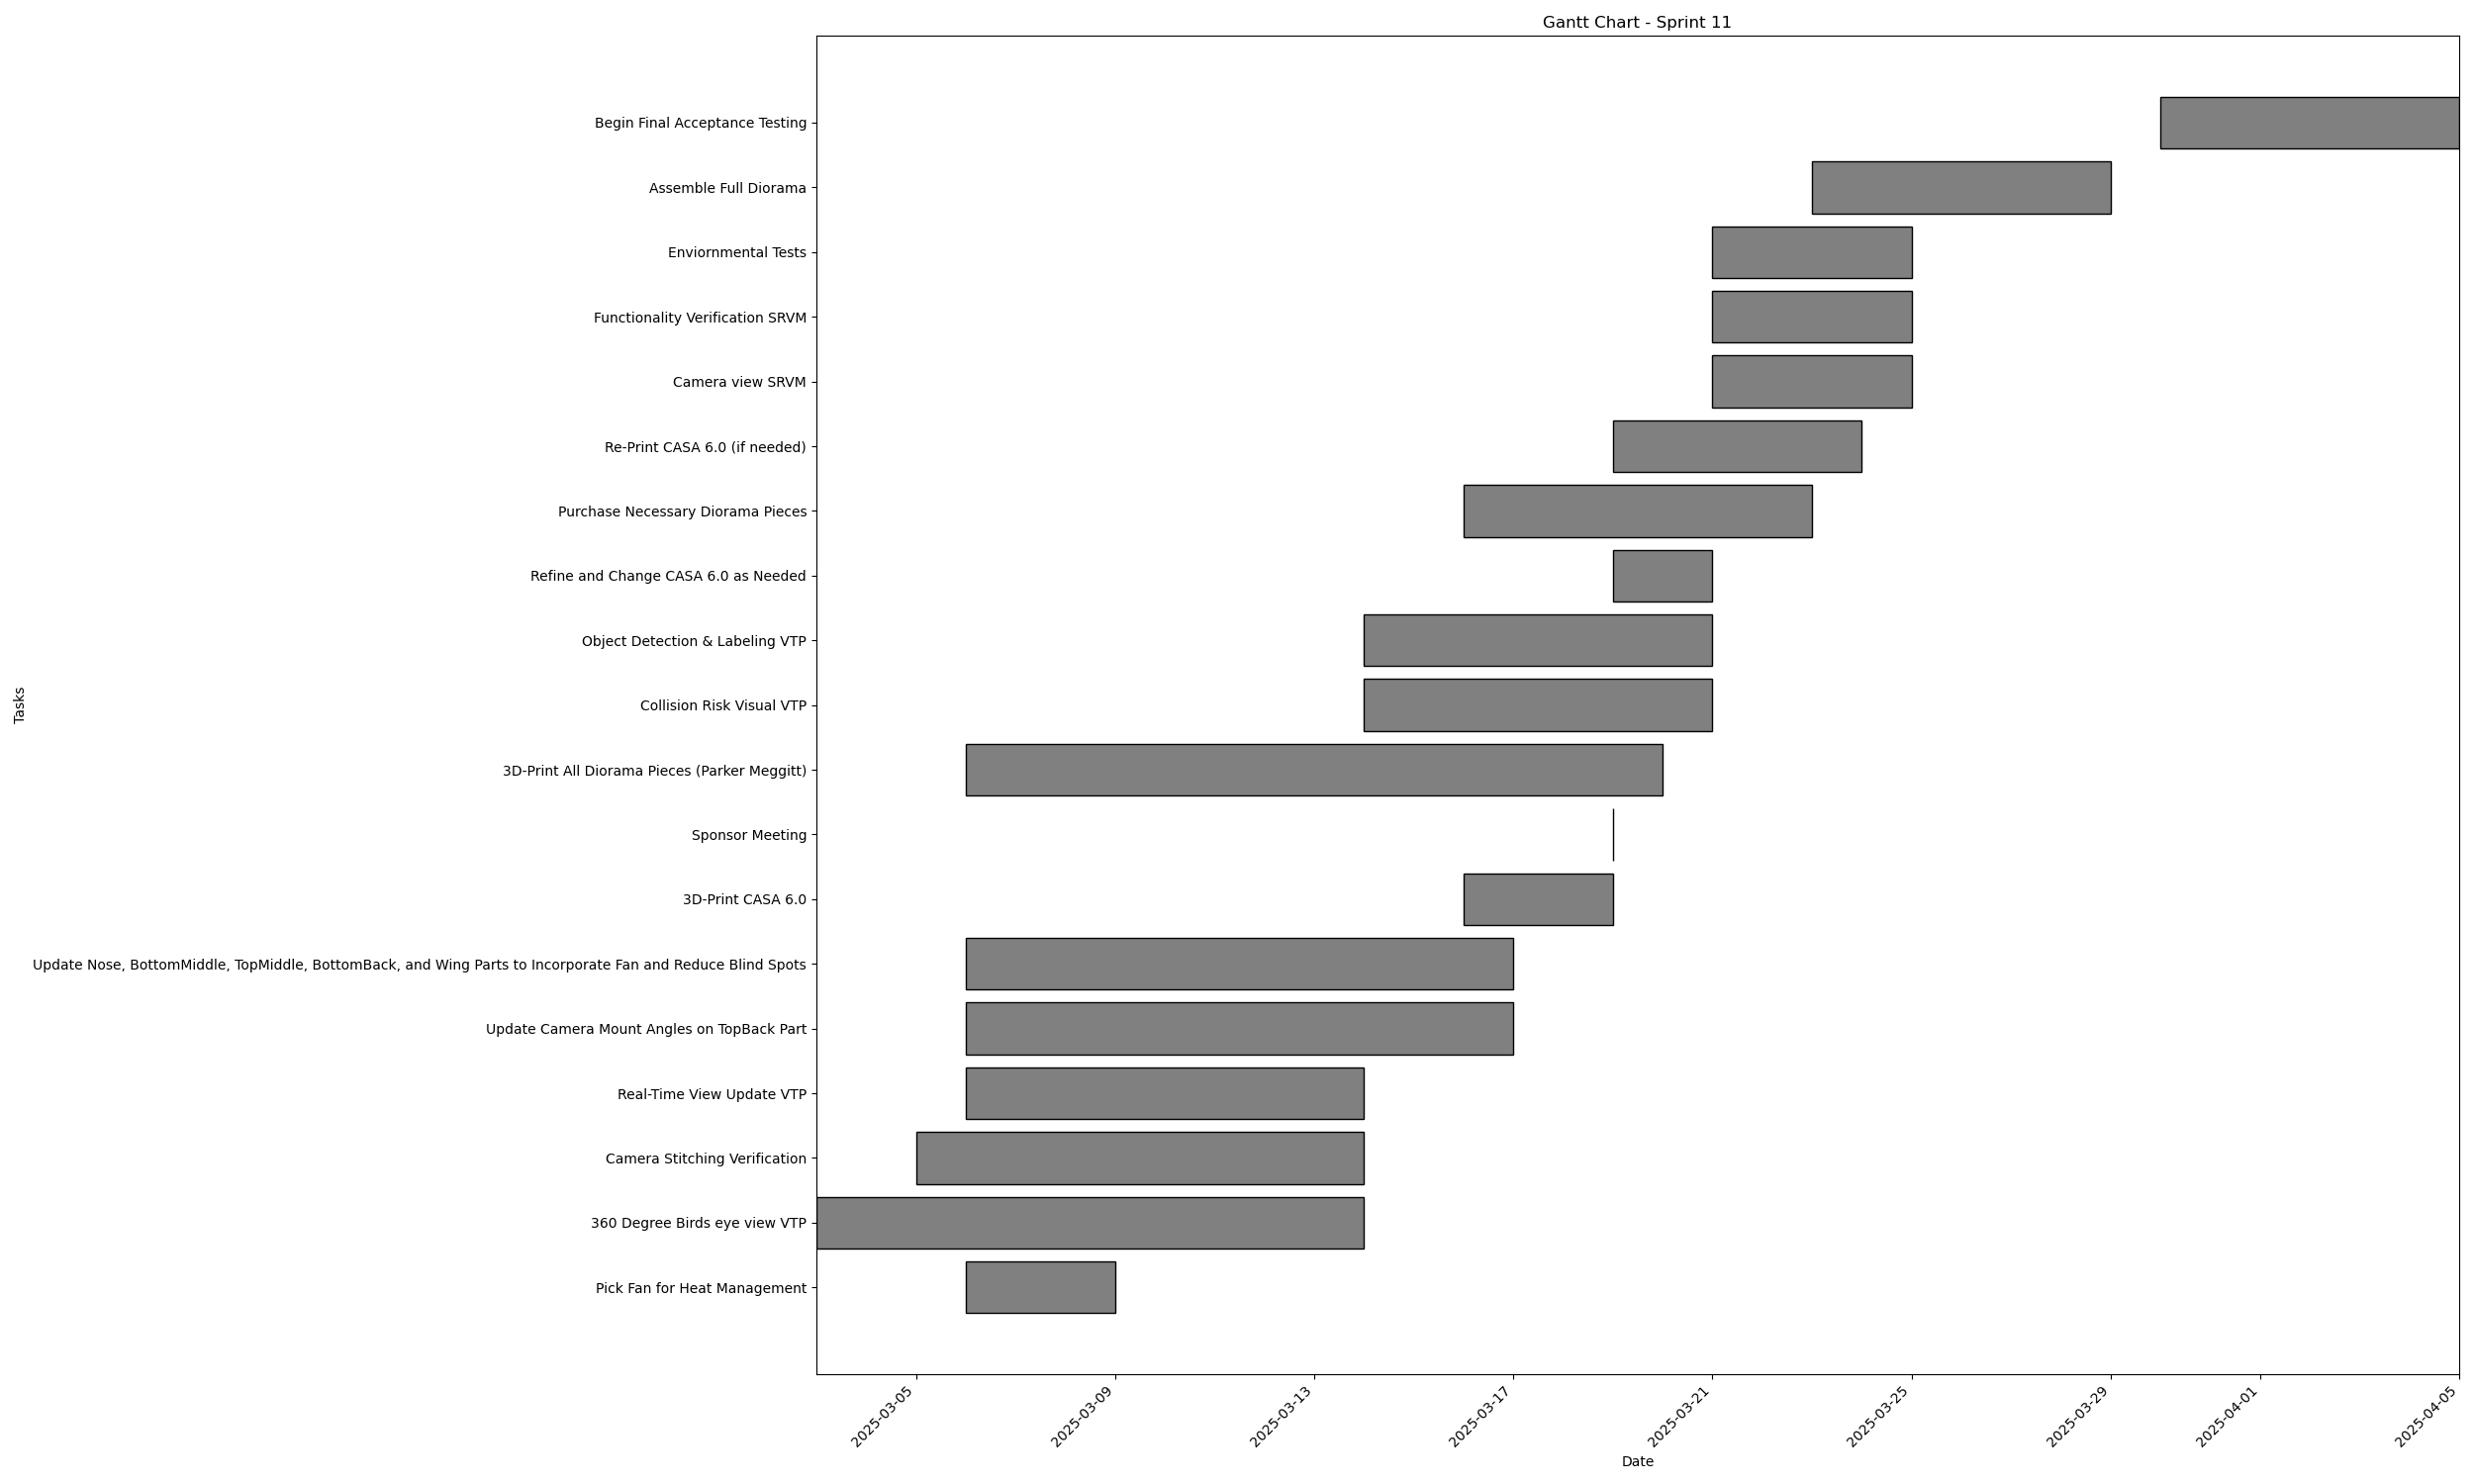 Gantt Chart - Sprint 11
Begin Final Acceptance Testing
Assemble Full Diorama
Enviornmental Tests
Functionality Verification SRVM
Camera view SRVM
Re-Print CASA 6.0 (if needed)
Purchase Necessary Diorama Pieces
Refine and Change CASA 6.0 as Needed
Object Detection & Labeling VTP
Collision Risk Visual VTP
3D-Print All Diorama Pieces (Parker Meggitt)
Sponsor Meeting
3D-Print CASA 6.0
Update Nose, BottomMiddle, TopMiddle, BottomBack, and Wing Parts to Incorporate Fan and Reduce Blind Spots
Update Camera Mount Angles on TopBack Part
Real-Time View Update VTP
Camera Stitching Verification
360 Degree Birds eye view VTP
Pick Fan for Heat Management
Tasks
2025-03-05
2025-03-09
2025-03-13
2025-03-17
2025-03-21
2025-03-25
2025-03-29
2025-04-01
2025-04-05
Date